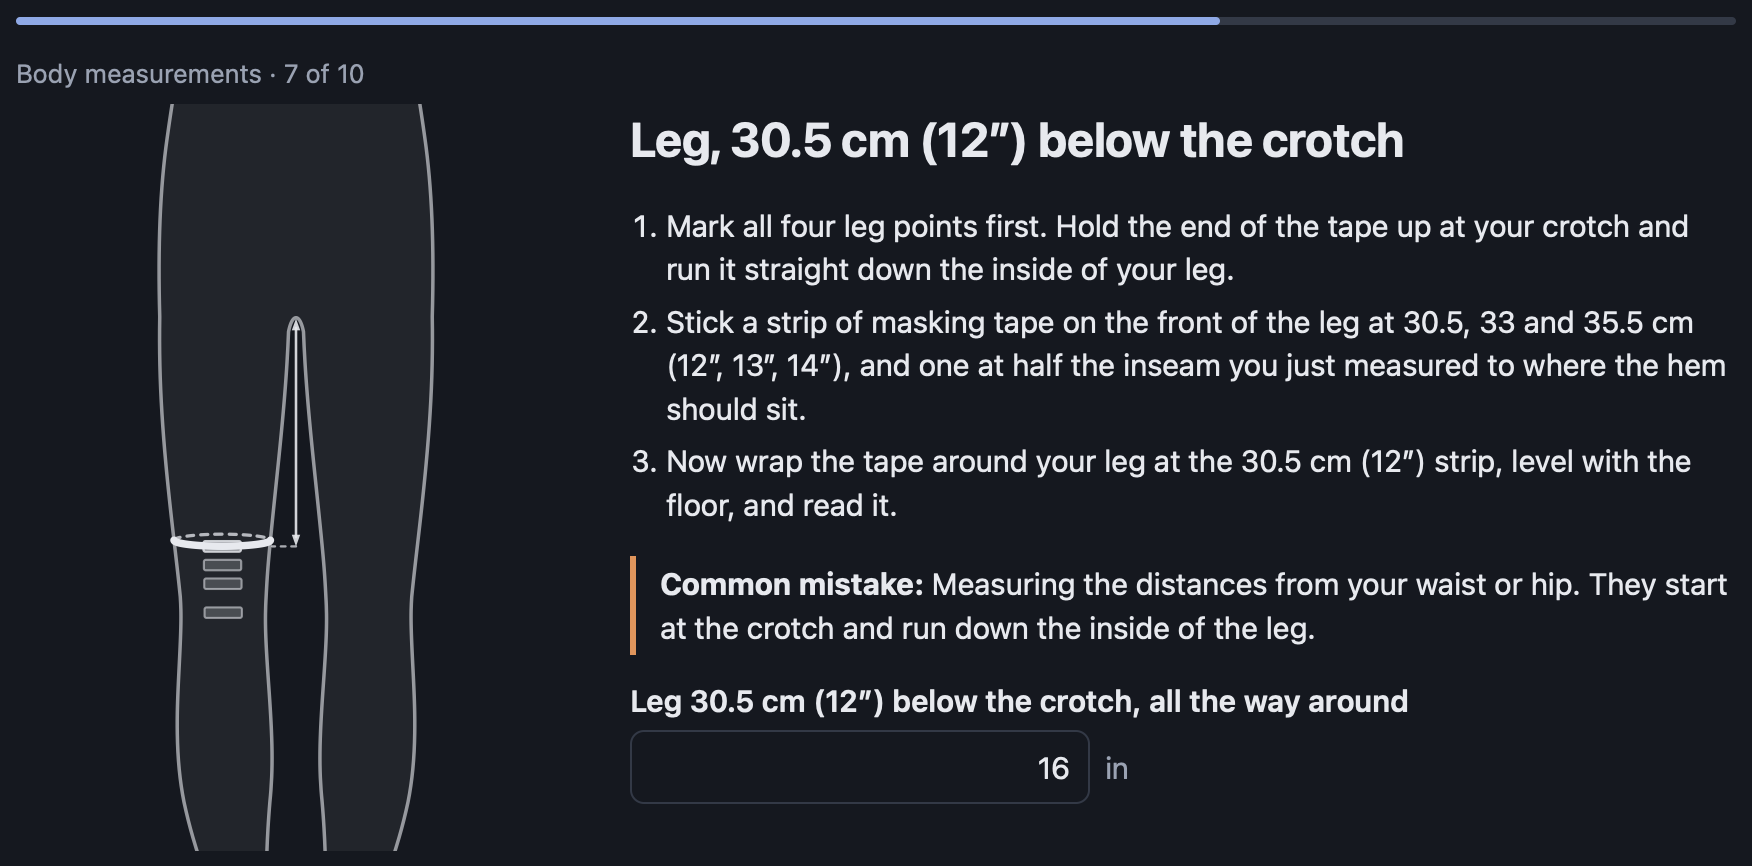 Body measurements · 7 of 10
Leg, 30.5 cm (12″) below the crotch
1. Mark all four leg points first. Hold the end of the tape up at your crotch and
run it straight down the inside of your leg.
2. Stick a strip of masking tape on the front of the leg at 30.5, 33 and 35.5 cm
(12″, 13″, 14″), and one at half the inseam you just measured to where the hem
should sit.
3. Now wrap the tape around your leg at the 30.5 cm (12″) strip, level with the
floor, and read it.
Common mistake: Measuring the distances from your waist or hip. They start
at the crotch and run down the inside of the leg.
Leg 30.5 cm (12″) below the crotch, all the way around
16 in